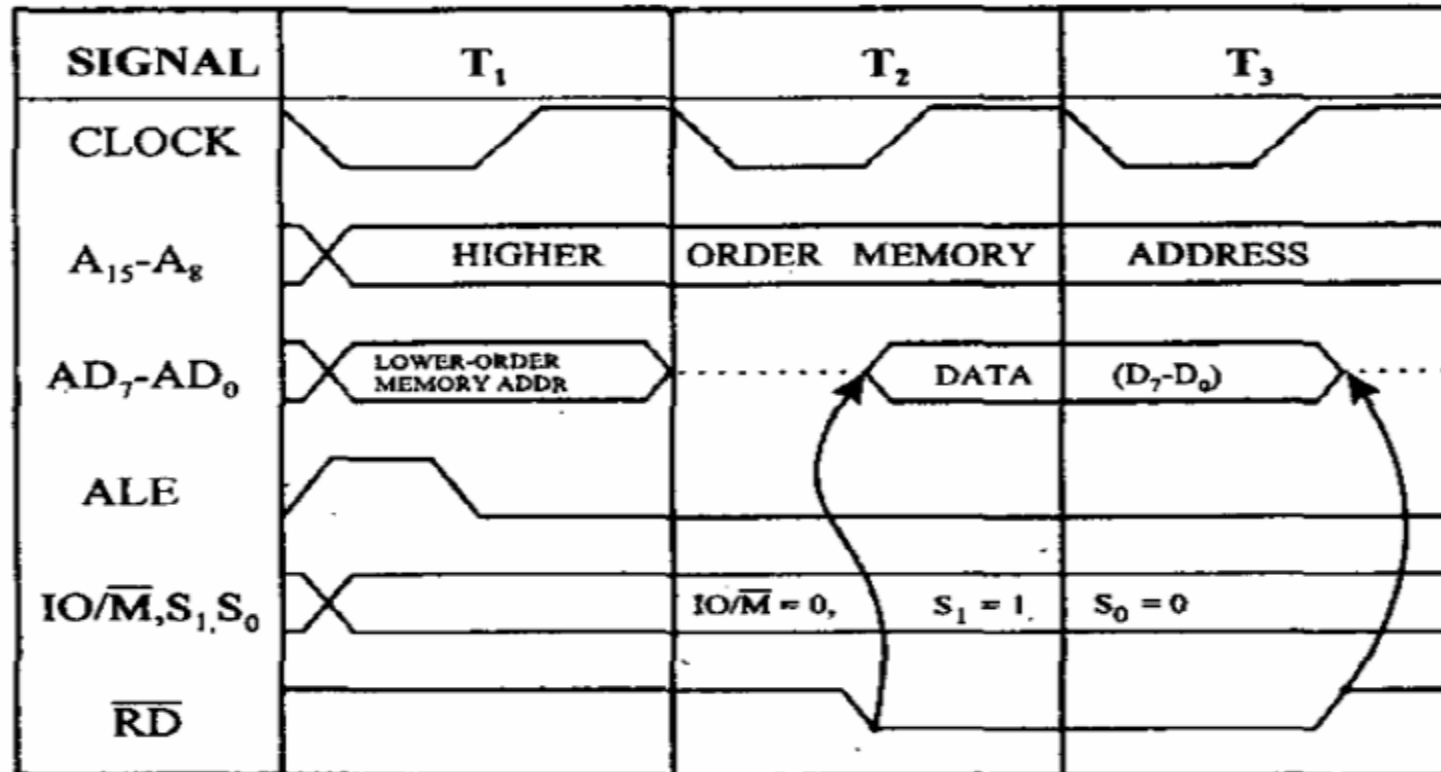 SIGNAL T₁ T₂ T₃
CLOCK
A₁₅-A₈ HIGHER ORDER MEMORY ADDRESS
AD₇-AD₀ LOWER-ORDER MEMORY ADDR DATA (D₇-D₀)
ALE
IO/M̅,S₁,S₀ IO/M̅ = 0, S₁ = 1 S₀ = 0
R̅D̅